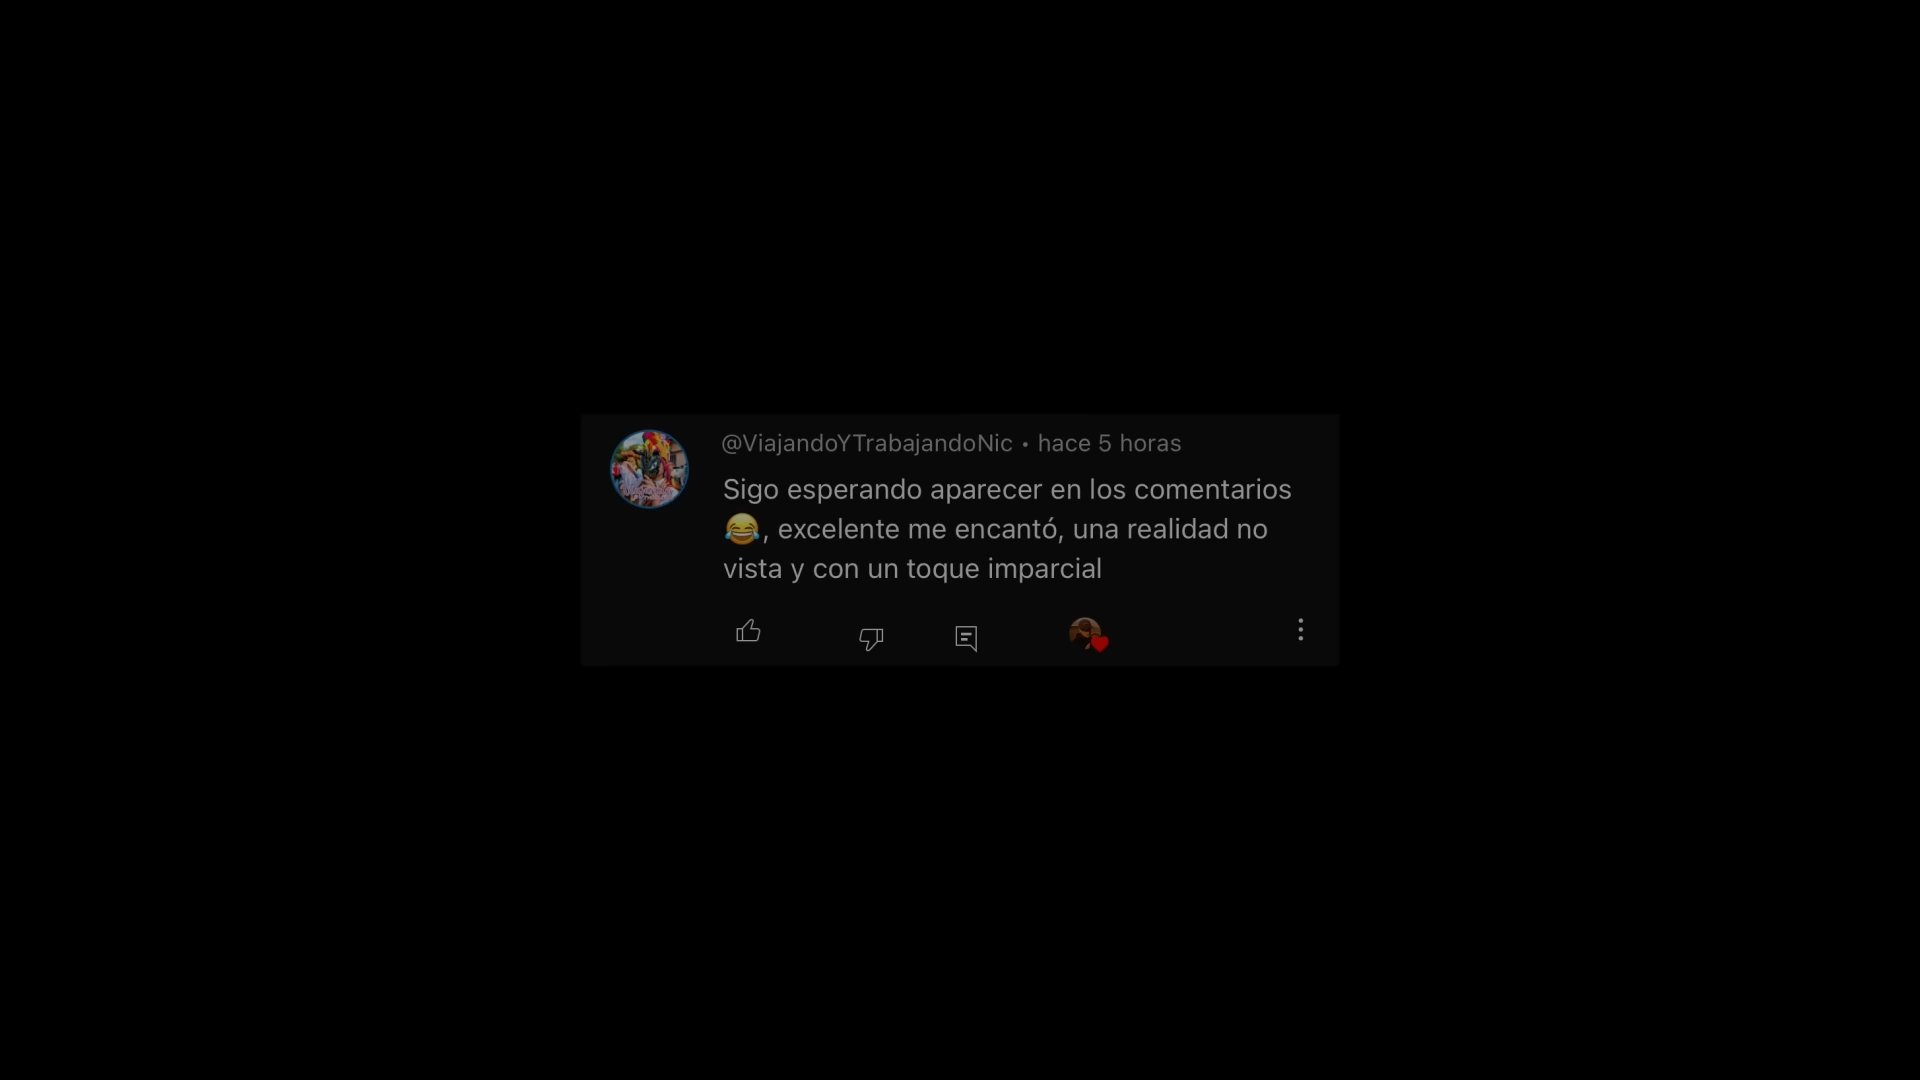 @ViajandoYTrabajandoNic • hace 5 horas
Sigo esperando aparecer en los comentarios
😂, excelente me encantó, una realidad no
vista y con un toque imparcial